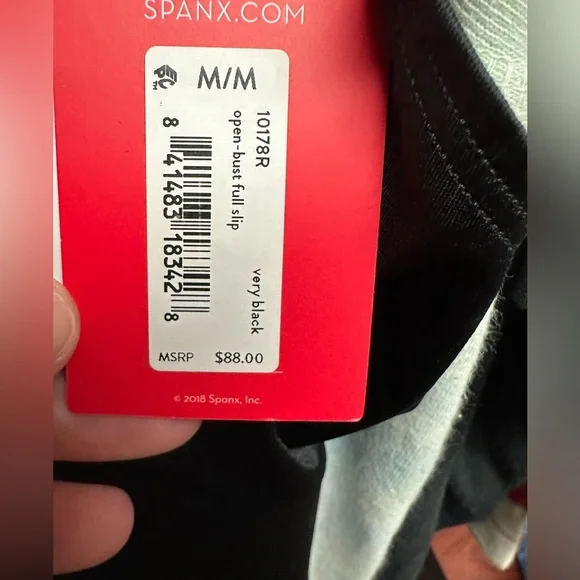 SPANX.COM
EPC™ M/M
10178R
open-bust full slip
very black
8 41483 18342 8
MSRP $88.00
© 2018 Spanx, Inc.